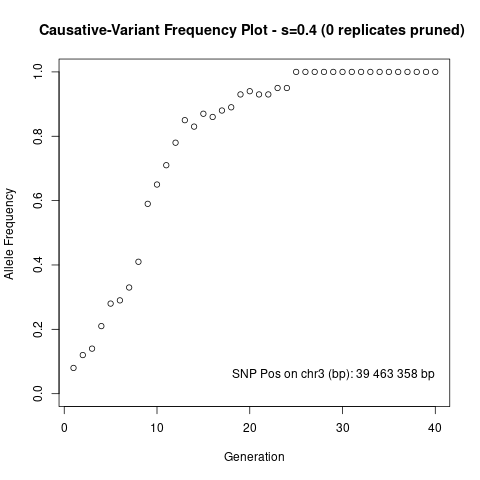 Causative-Variant Frequency Plot - s=0.4 (0 replicates pruned)
1.0
0.8
0.6
0.4
0.2
0.0
Allele Frequency
SNP Pos on chr3 (bp): 39 463 358 bp
0 10 20 30 40
Generation